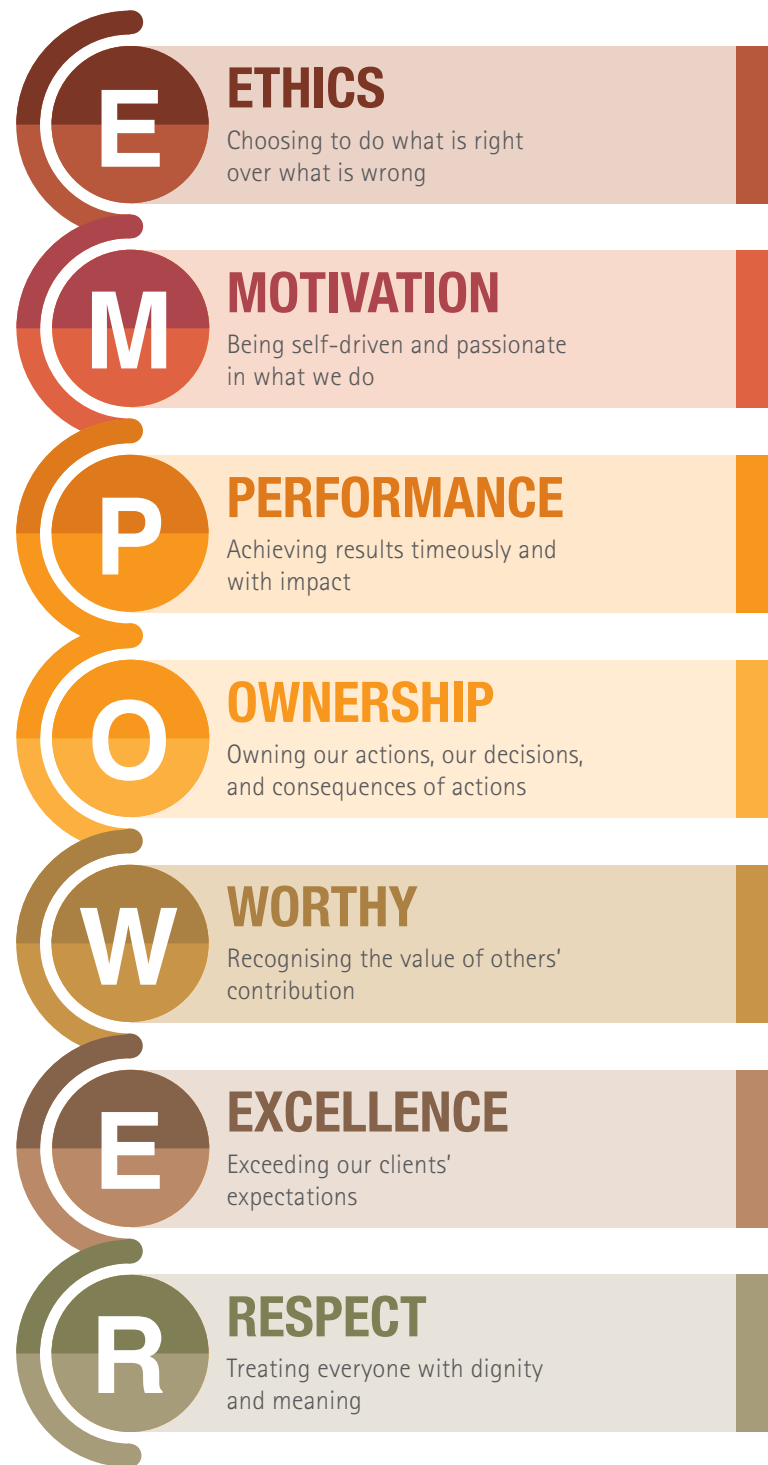 E
ETHICS
Choosing to do what is right
over what is wrong
M
MOTIVATION
Being self-driven and passionate
in what we do
P
PERFORMANCE
Achieving results timeously and
with impact
O
OWNERSHIP
Owning our actions, our decisions,
and consequences of actions
W
WORTHY
Recognising the value of others’
contribution
E
EXCELLENCE
Exceeding our clients’
expectations
R
RESPECT
Treating everyone with dignity
and meaning